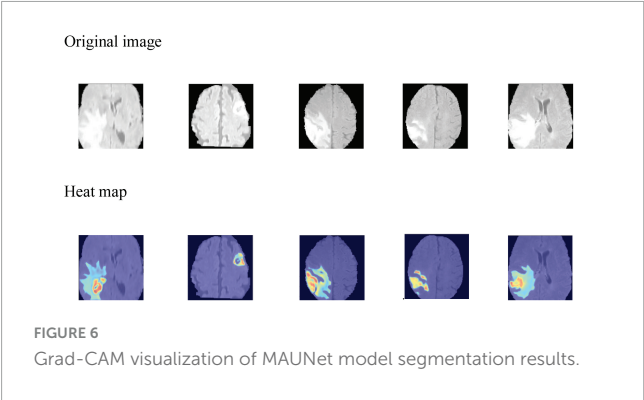 Original image
Heat map
FIGURE 6
Grad-CAM visualization of MAUNet model segmentation results.